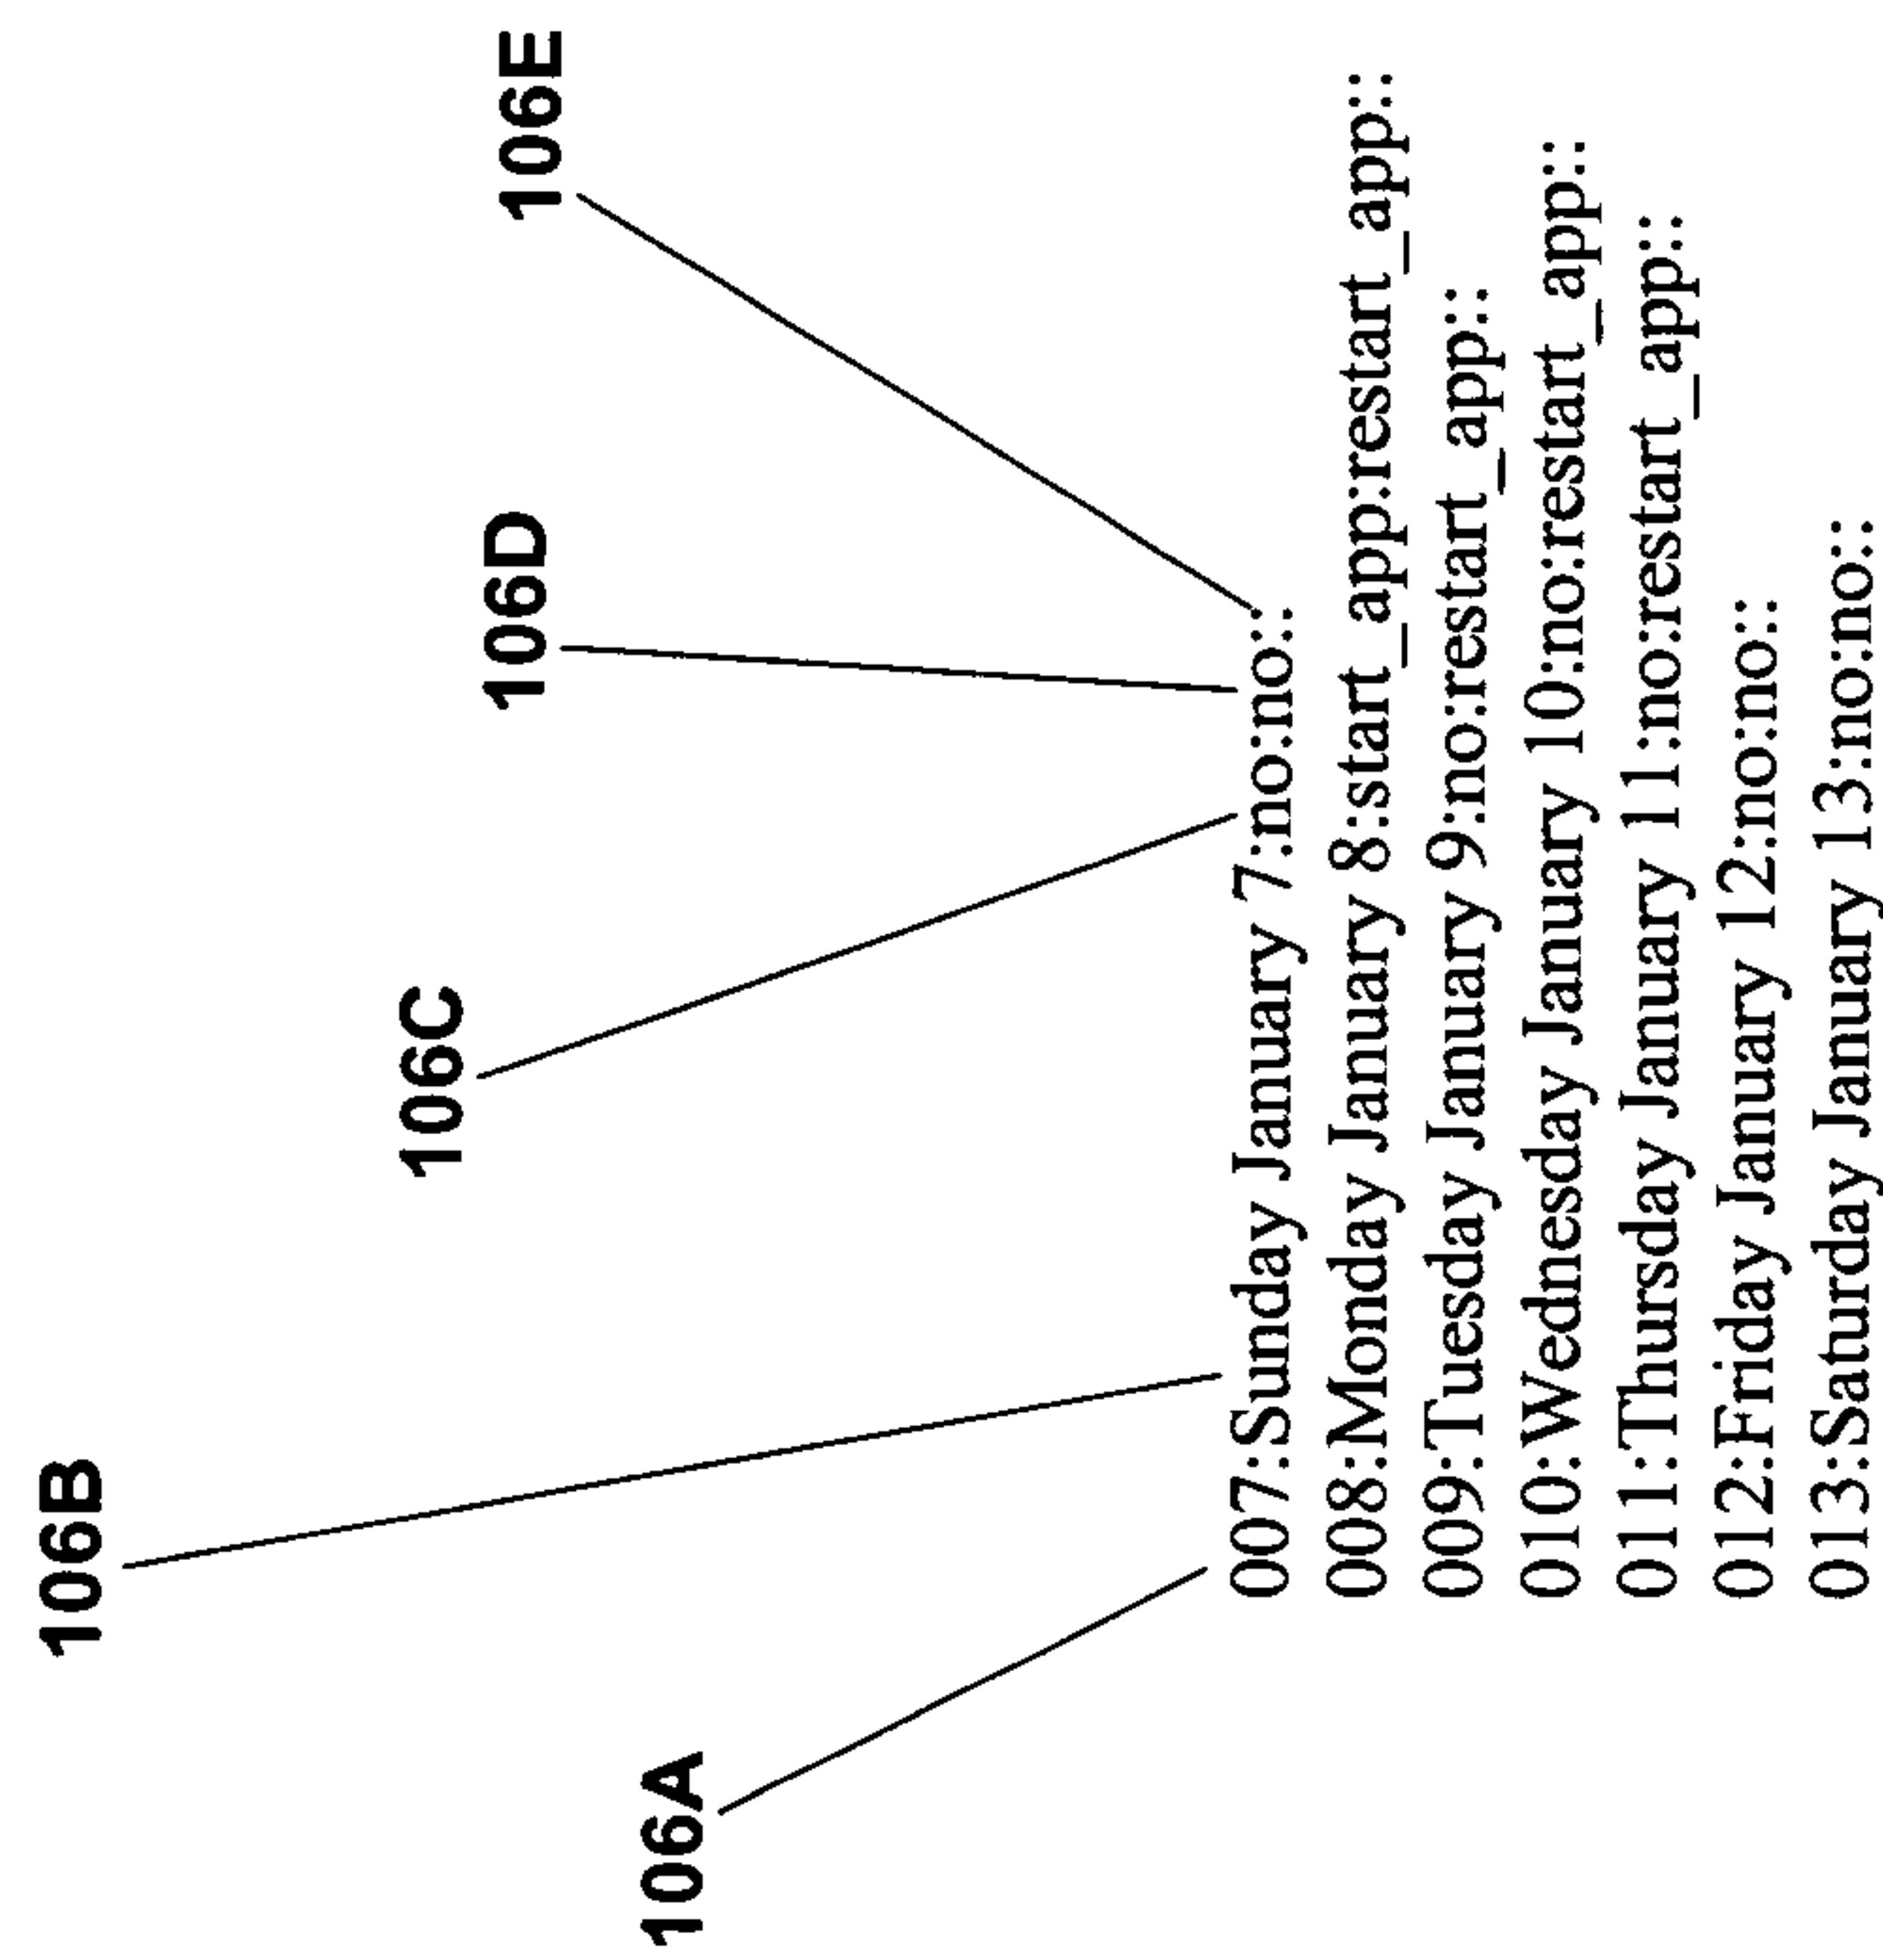 106B
106C
106D
106E
106A
007:Sunday January 7:no:no::
008:Monday January 8:start_app:restart_app::
009:Tuesday January 9:no:restart_app::
010:Wednesday January 10:no:restart_app::
011:Thursday January 11:no:restart_app::
012:Friday January 12:no:no::
013:Saturday January 13:no:no::